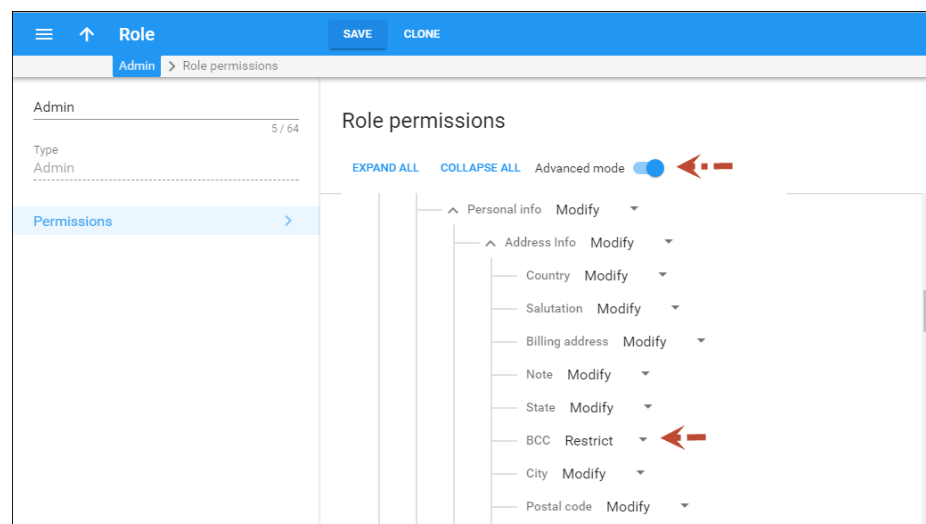 Role
SAVE CLONE
Admin > Role permissions
Admin
5 / 64
Type
Admin
Permissions
Role permissions
EXPAND ALL COLLAPSE ALL Advanced mode
Personal info Modify
Address Info Modify
Country Modify
Salutation Modify
Billing address Modify
Note Modify
State Modify
BCC Restrict
City Modify
Postal code Modify